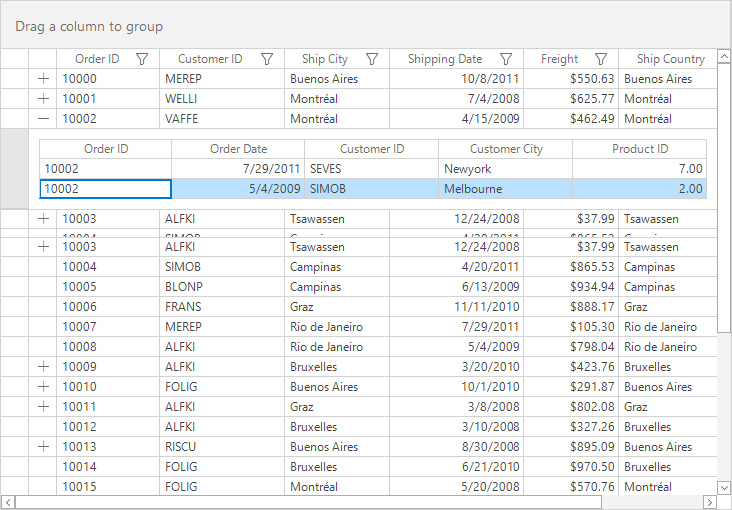 Drag a column to group
Order ID Customer ID Ship City Shipping Date Freight Ship Country
10000 MEREP Buenos Aires 10/8/2011 $550.63 Buenos Aires
10001 WELLI Montréal 7/4/2008 $625.77 Montréal
10002 VAFFE Montréal 4/15/2009 $462.49 Montréal
Order ID Order Date Customer ID Customer City Product ID
10002 7/29/2011 SEVES Newyork 7.00
10002 5/4/2009 SIMOB Melbourne 2.00
10003 ALFKI Tsawassen 12/24/2008 $37.99 Tsawassen
10003 ALFKI Tsawassen 12/24/2008 $37.99 Tsawassen
10004 SIMOB Campinas 4/20/2011 $865.53 Campinas
10005 BLONP Campinas 6/13/2009 $934.94 Campinas
10006 FRANS Graz 11/11/2010 $888.17 Graz
10007 MEREP Rio de Janeiro 7/29/2011 $105.30 Rio de Janeiro
10008 ALFKI Rio de Janeiro 5/4/2009 $798.04 Rio de Janeiro
10009 ALFKI Bruxelles 3/20/2010 $423.76 Bruxelles
10010 FOLIG Buenos Aires 10/1/2010 $291.87 Buenos Aires
10011 ALFKI Graz 3/8/2008 $802.08 Graz
10012 ALFKI Bruxelles 3/10/2008 $327.26 Bruxelles
10013 RISCU Buenos Aires 8/30/2008 $895.09 Buenos Aires
10014 FOLIG Bruxelles 6/21/2010 $970.50 Bruxelles
10015 FOLIG Montréal 5/20/2008 $570.76 Montréal